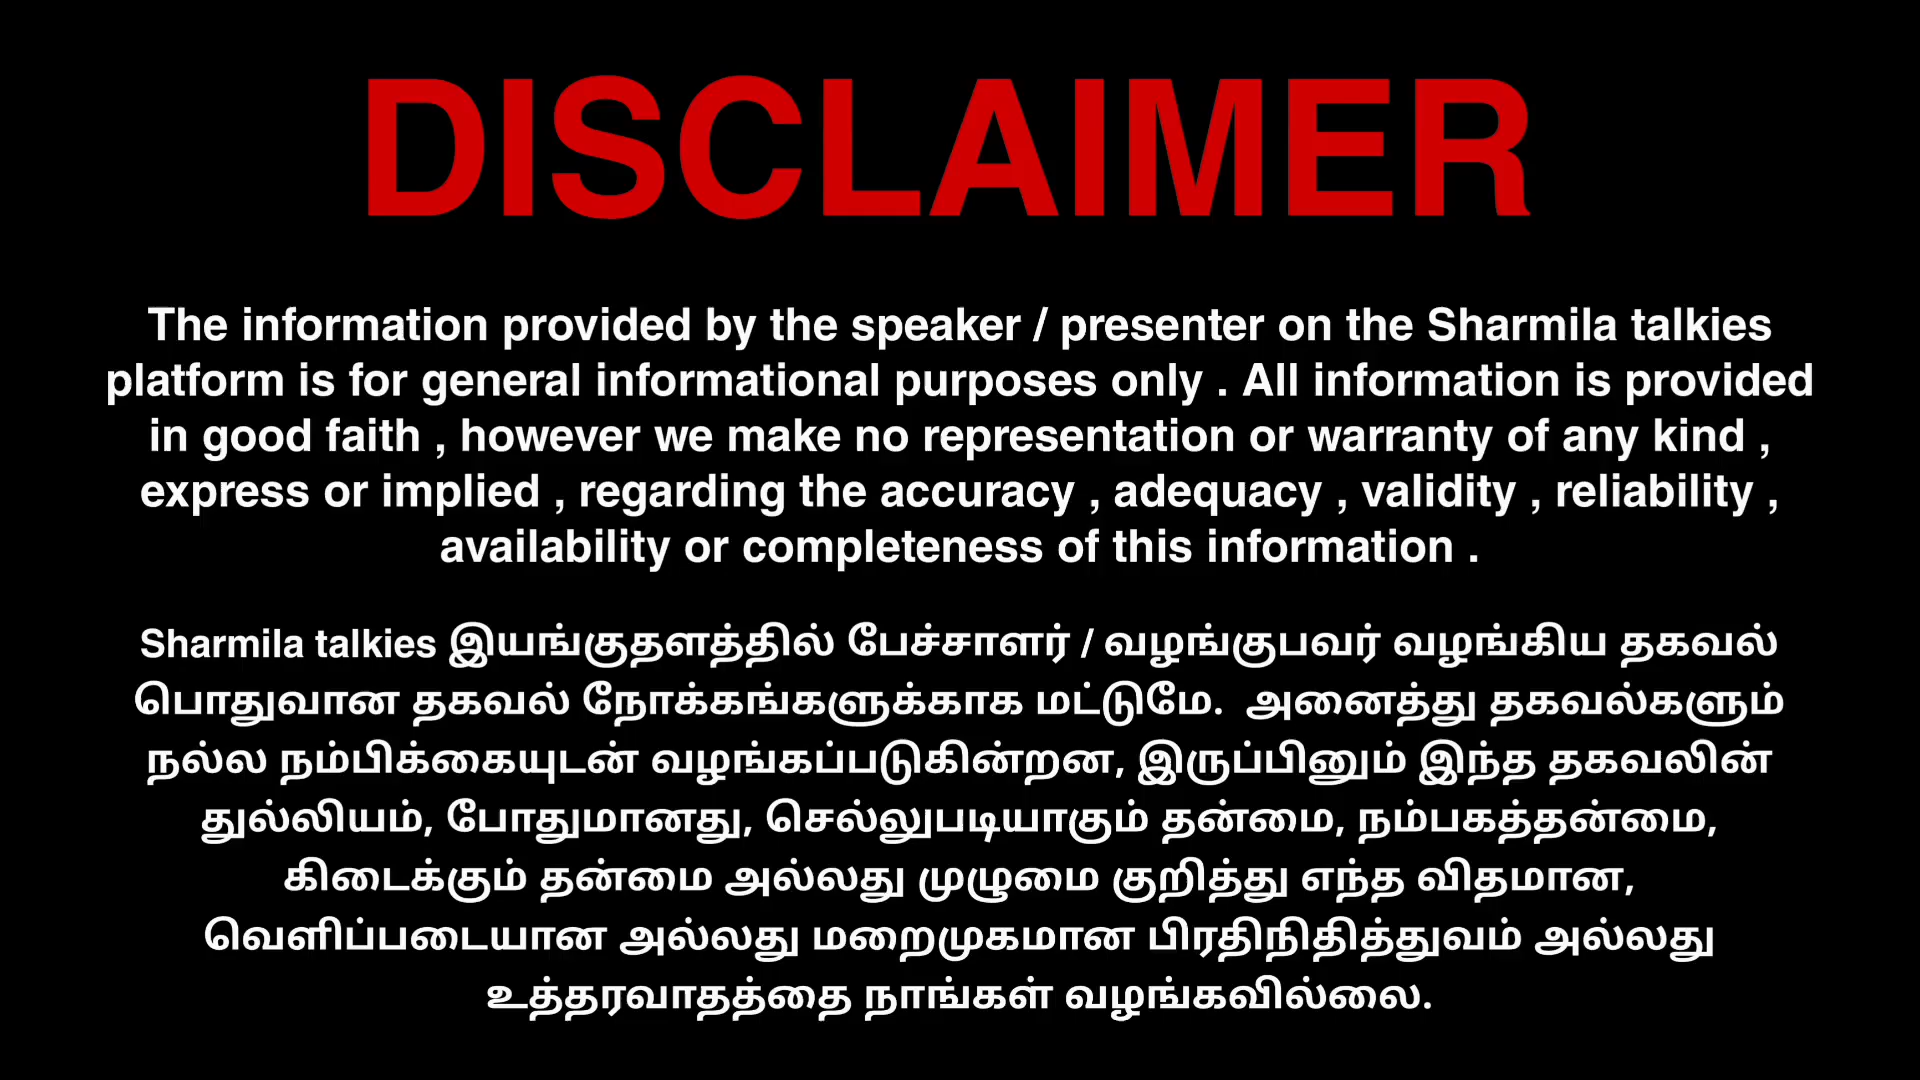 DISCLAIMER
The information provided by the speaker / presenter on the Sharmila talkies
platform is for general informational purposes only . All information is provided
in good faith , however we make no representation or warranty of any kind ,
express or implied , regarding the accuracy , adequacy , validity , reliability ,
availability or completeness of this information .
Sharmila talkies இயங்குதளத்தில் பேச்சாளர் / வழங்குபவர் வழங்கிய தகவல்
பொதுவான தகவல் நோக்கங்களுக்காக மட்டுமே.  அனைத்து தகவல்களும்
நல்ல நம்பிக்கையுடன் வழங்கப்படுகின்றன, இருப்பினும் இந்த தகவலின்
துல்லியம், போதுமானது, செல்லுபடியாகும் தன்மை, நம்பகத்தன்மை,
கிடைக்கும் தன்மை அல்லது முழுமை குறித்து எந்த விதமான,
வெளிப்படையான அல்லது மறைமுகமான பிரதிநிதித்துவம் அல்லது
உத்தரவாதத்தை நாங்கள் வழங்கவில்லை.